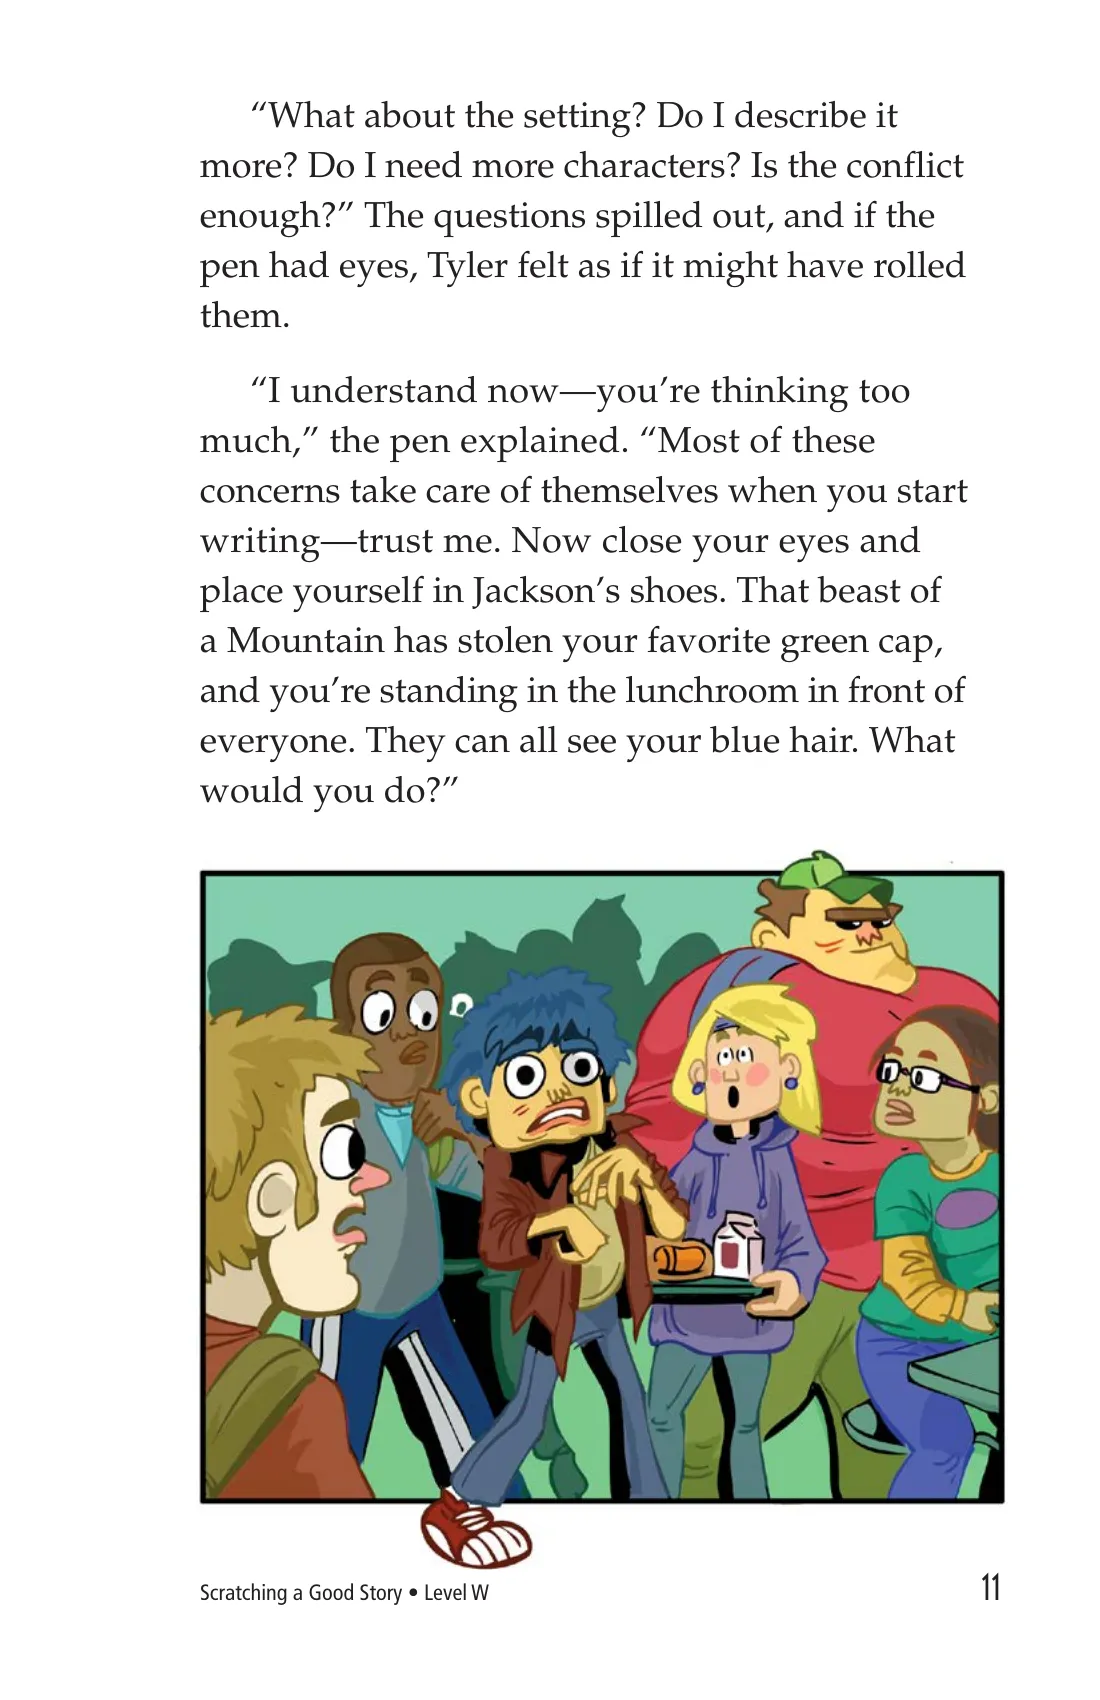 “What about the setting? Do I describe it
more? Do I need more characters? Is the conflict
enough?” The questions spilled out, and if the
pen had eyes, Tyler felt as if it might have rolled
them.
“I understand now—you’re thinking too
much,” the pen explained. “Most of these
concerns take care of themselves when you start
writing—trust me. Now close your eyes and
place yourself in Jackson’s shoes. That beast of
a Mountain has stolen your favorite green cap,
and you’re standing in the lunchroom in front of
everyone. They can all see your blue hair. What
would you do?”
Scratching a Good Story • Level W
11